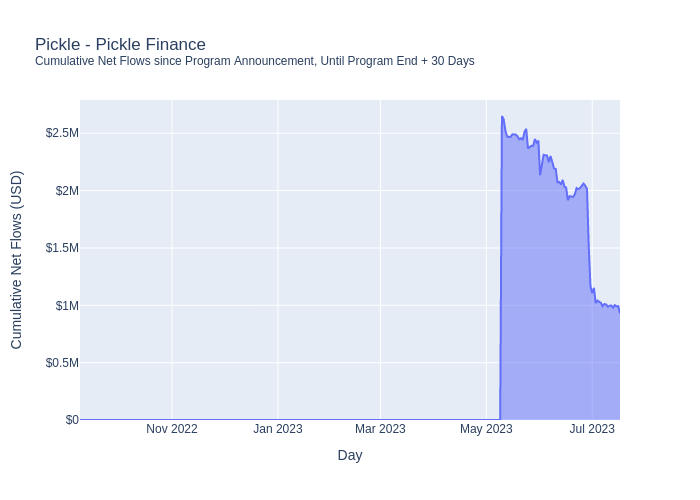 Pickle - Pickle Finance
Cumulative Net Flows since Program Announcement, Until Program End + 30 Days
Cumulative Net Flows (USD)
$2.5M
$2M
$1.5M
$1M
$0.5M
$0
Nov 2022
Jan 2023
Mar 2023
May 2023
Jul 2023
Day